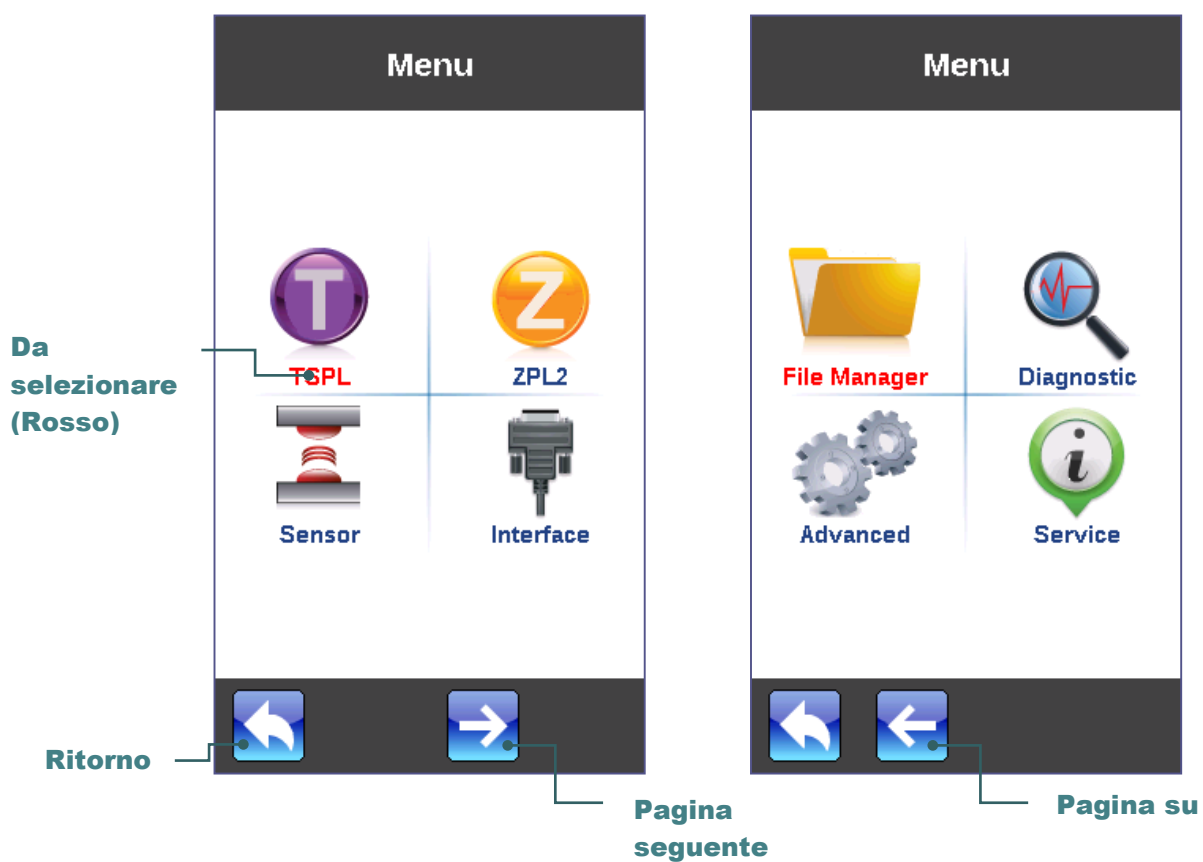 Menu
TSPL
ZPL2
Sensor
Interface
Da
selezionare
(Rosso)
Ritorno
Pagina
seguente
Menu
File Manager
Diagnostic
Advanced
Service
Pagina su